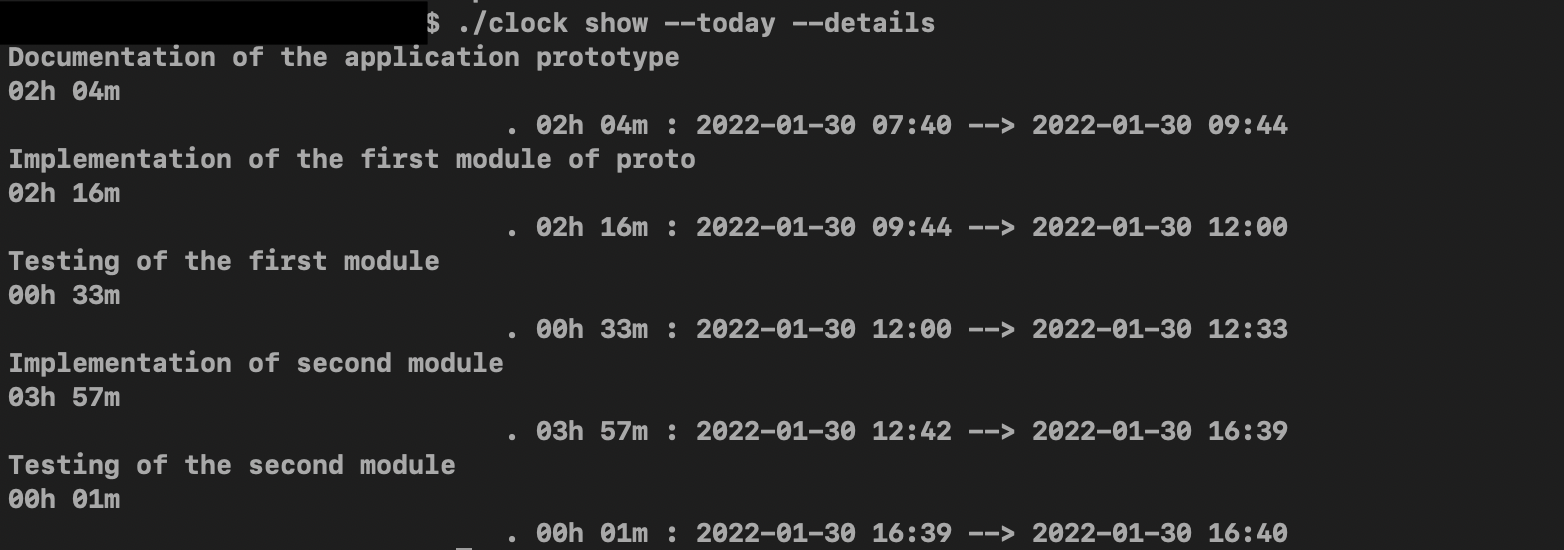 $ ./clock show --today --details
Documentation of the application prototype
02h 04m
. 02h 04m : 2022-01-30 07:40 --> 2022-01-30 09:44
Implementation of the first module of proto
02h 16m
. 02h 16m : 2022-01-30 09:44 --> 2022-01-30 12:00
Testing of the first module
00h 33m
. 00h 33m : 2022-01-30 12:00 --> 2022-01-30 12:33
Implementation of second module
03h 57m
. 03h 57m : 2022-01-30 12:42 --> 2022-01-30 16:39
Testing of the second module
00h 01m
. 00h 01m : 2022-01-30 16:39 --> 2022-01-30 16:40